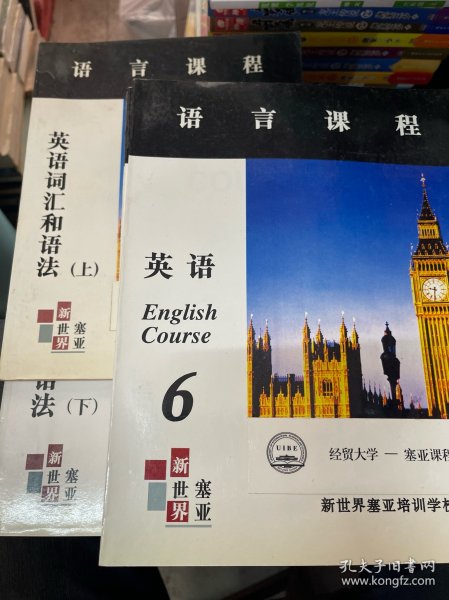 语言课程
英语词汇和语法(上)
新世界
塞亚
语法(下)
新世界
塞亚
语言课程
英语
English
Course
6
新世界
塞亚
UIBE
经贸大学 — 塞亚课程
新世界塞亚培训学校
孔夫子旧书网
www.kongfz.com